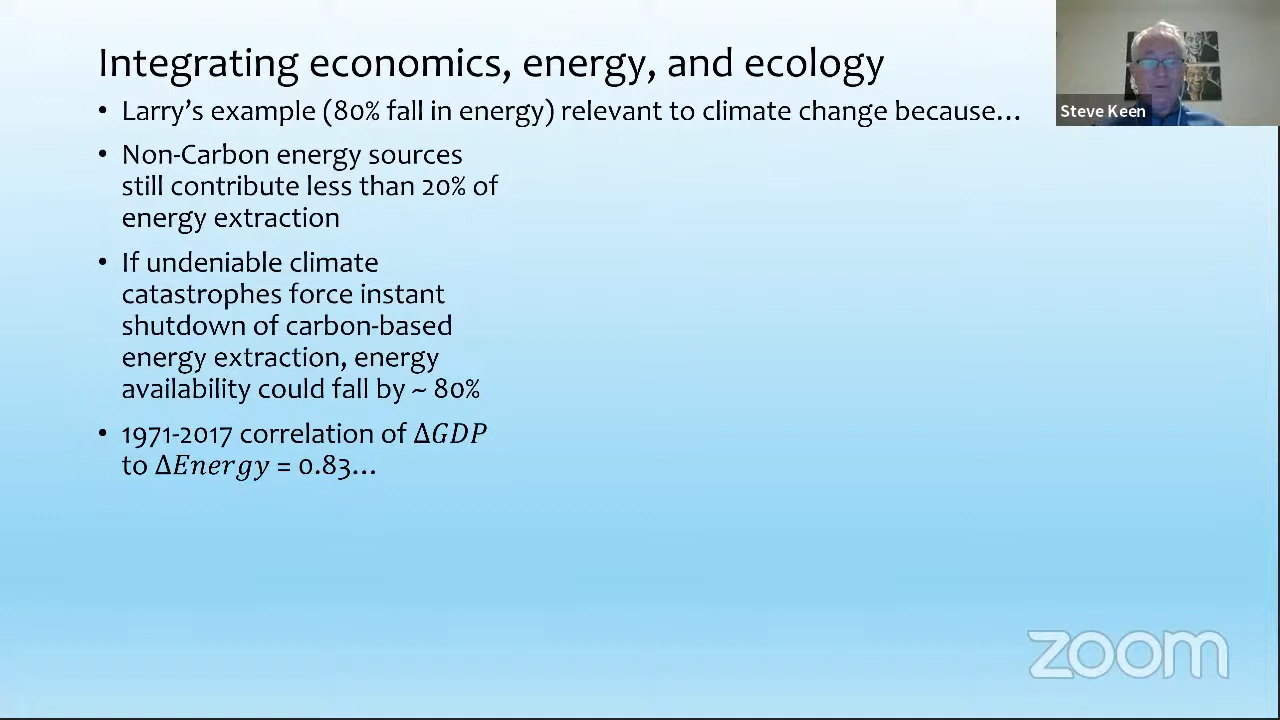 Integrating economics, energy, and ecology
• Larry’s example (80% fall in energy) relevant to climate change because…
• Non-Carbon energy sources
still contribute less than 20% of
energy extraction
• If undeniable climate
catastrophes force instant
shutdown of carbon-based
energy extraction, energy
availability could fall by ~ 80%
• 1971-2017 correlation of ΔGDP
to ΔEnergy = 0.83…
Steve Keen
zoom